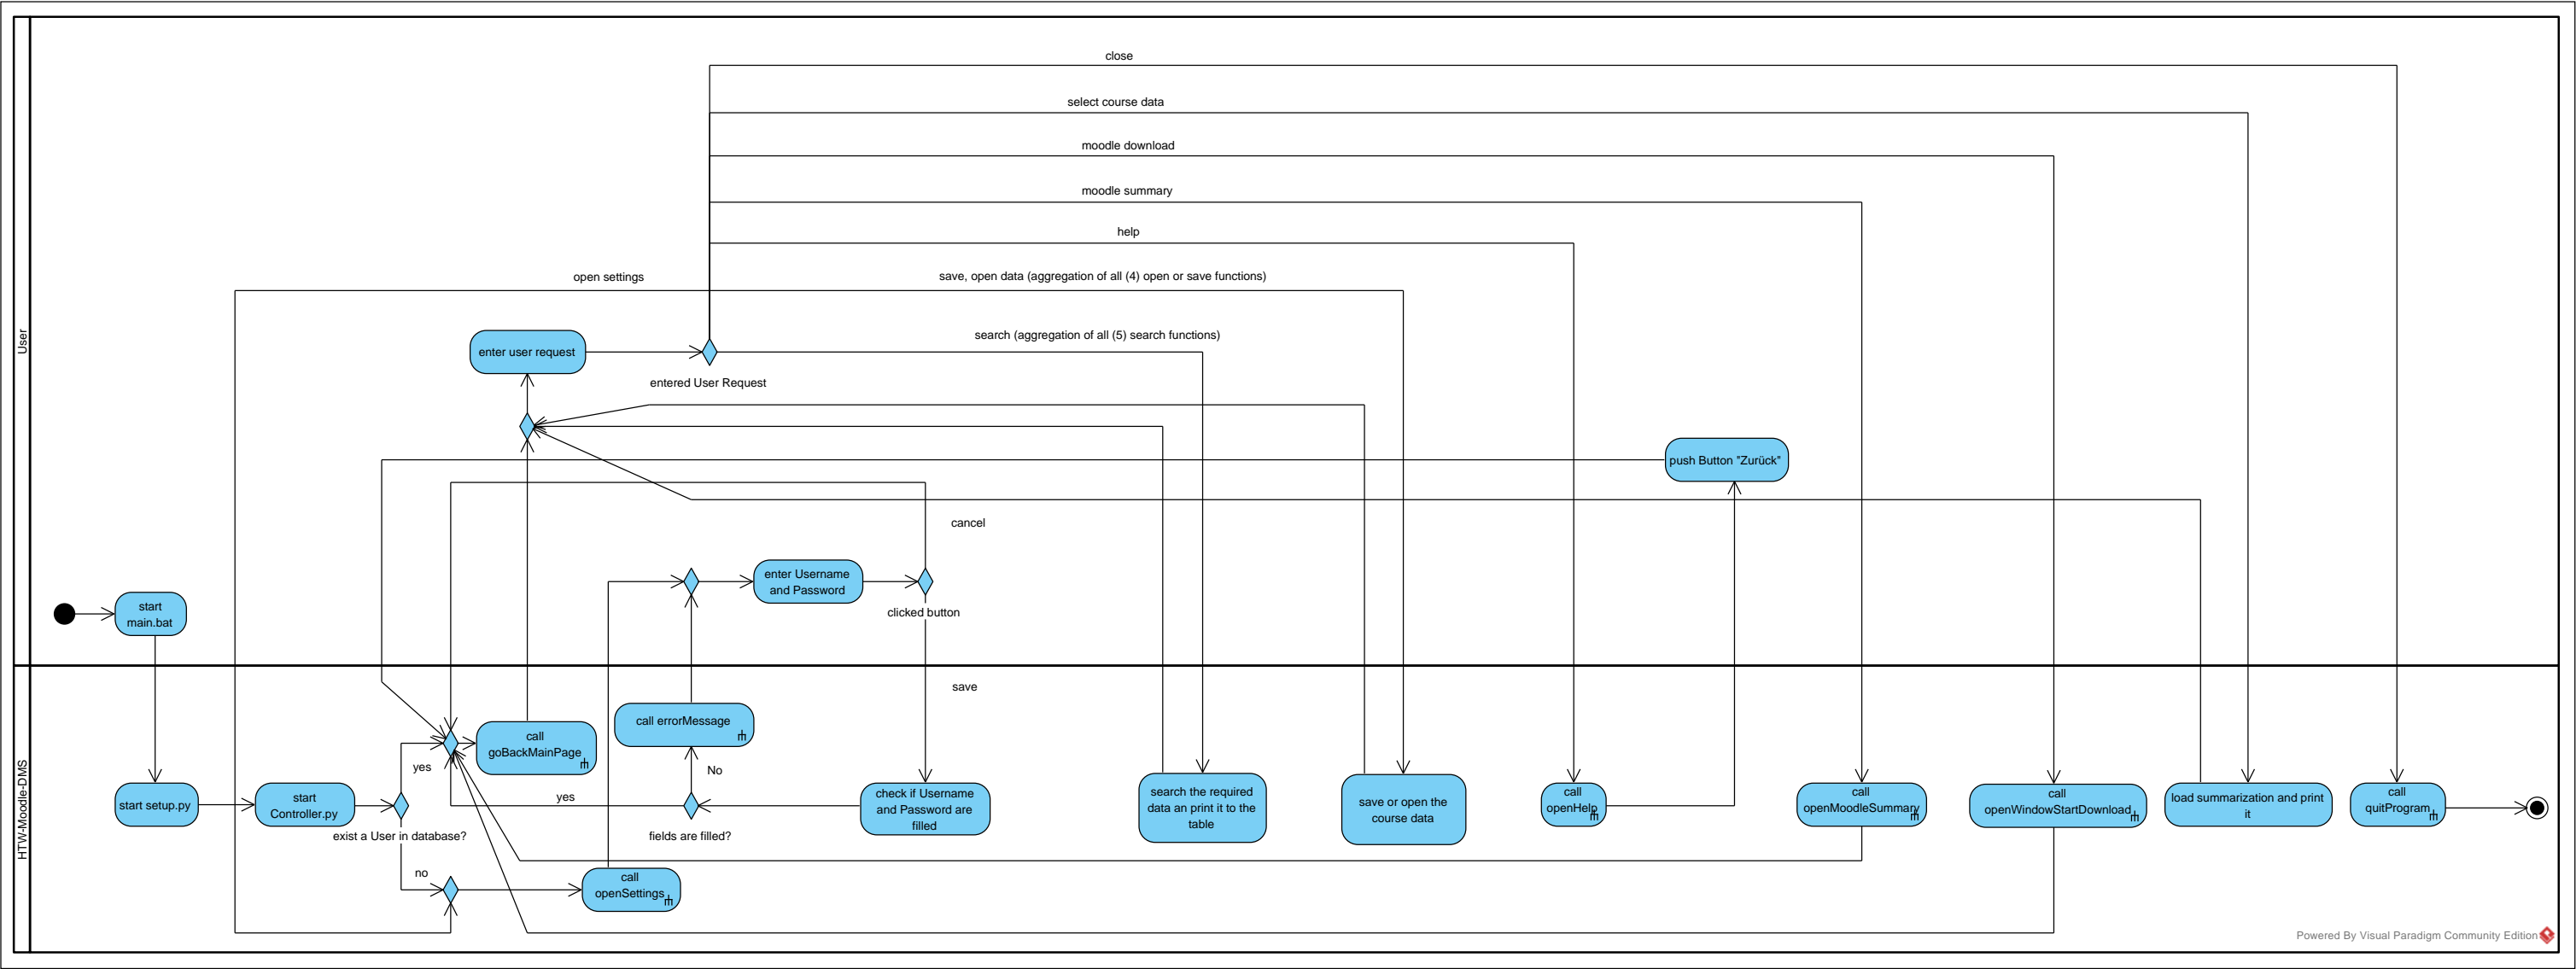 close
select course data
moodle download
moodle summary
help
open settings
save, open data (aggregation of all (4) open or save functions)
search (aggregation of all (5) search functions)
User
enter user request
entered User Request
push Button "Zurück"
cancel
enter Username
and Password
clicked button
start
main.bat
HTW-Moodle-DMS
save
call errorMessage
call
goBackMainPage
yes
No
yes
start setup.py
start
Controller.py
exist a User in database?
fields are filled?
check if Username
and Password are
filled
search the required
data an print it to the
table
save or open the
course data
call
openHelp
call
openMoodleSummary
call
openWindowStartDownload
load summarization and print
it
call
quitProgram
no
call
openSettings
Powered By Visual Paradigm Community Edition